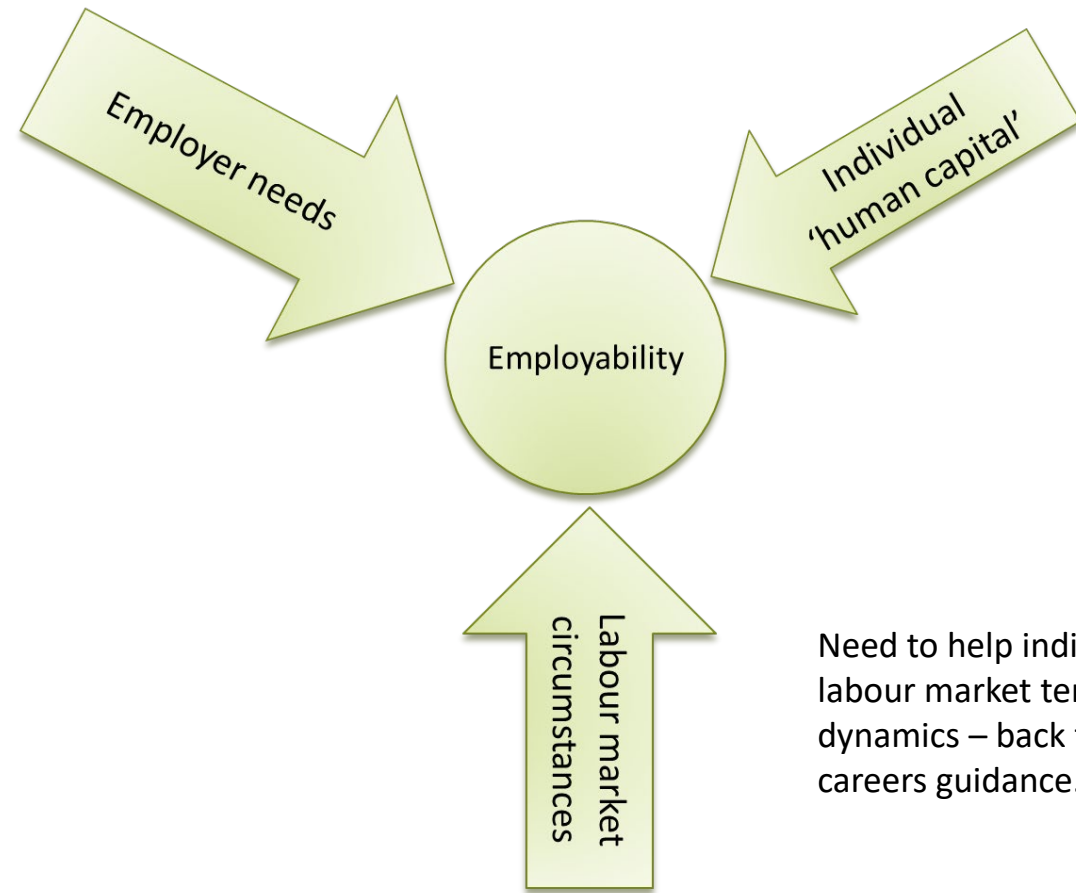 Employer needs
Individual
‘human capital’
Employability
Labour market
circumstances
Need to help indi
labour market te
dynamics – back
careers guidance